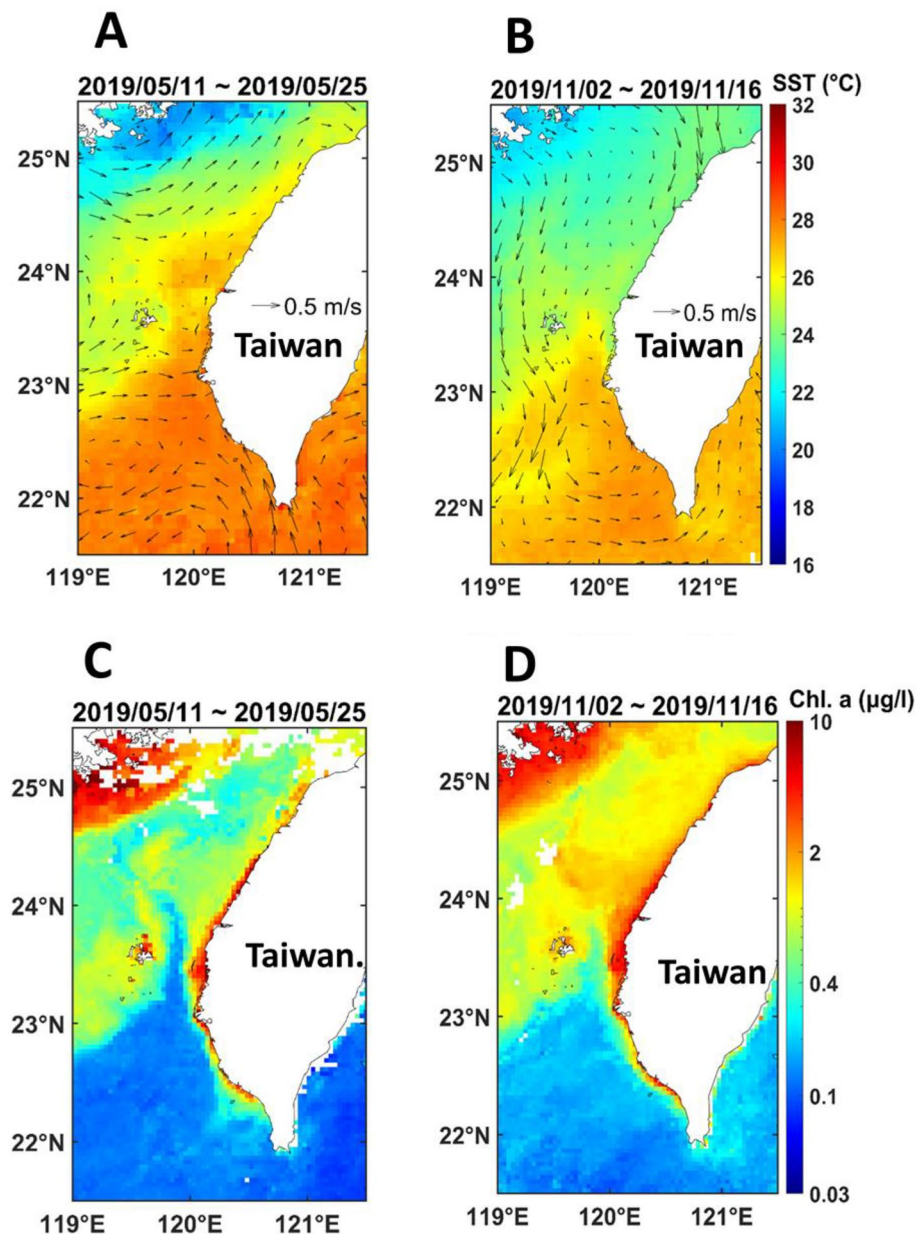 A
B
2019/05/11 ~ 2019/05/25
2019/11/02 ~ 2019/11/16
SST (°C)
25°N
24°N
23°N
22°N
0.5 m/s
Taiwan
119°E
120°E
121°E
25°N
24°N
23°N
22°N
0.5 m/s
Taiwan
119°E
120°E
121°E
32
30
28
26
24
22
20
18
16
C
D
2019/05/11 ~ 2019/05/25
2019/11/02 ~ 2019/11/16
Chl. a (µg/l)
25°N
24°N
23°N
22°N
Taiwan.
119°E
120°E
121°E
25°N
24°N
23°N
22°N
Taiwan
119°E
120°E
121°E
10
2
0.4
0.1
0.03